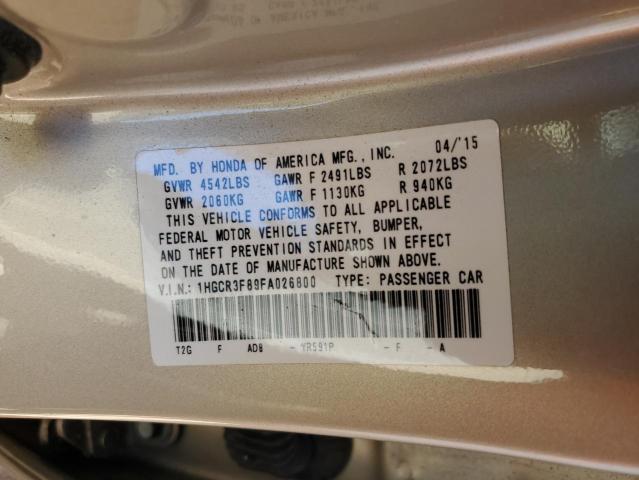 MFD. BY HONDA OF AMERICA MFG., INC. 04/'15
GVWR 4542LBS GAWR F 2491LBS R 2072LBS
GVWR 2060KG GAWR F 1130KG R 940KG
THIS VEHICLE CONFORMS TO ALL APPLICABLE
FEDERAL MOTOR VEHICLE SAFETY, BUMPER,
AND THEFT PREVENTION STANDARDS IN EFFECT
ON THE DATE OF MANUFACTURE SHOWN ABOVE.
V.I.N.: 1HGCR3F89FA026800 TYPE: PASSENGER CAR
T2G F ADB - YR591P - F - A